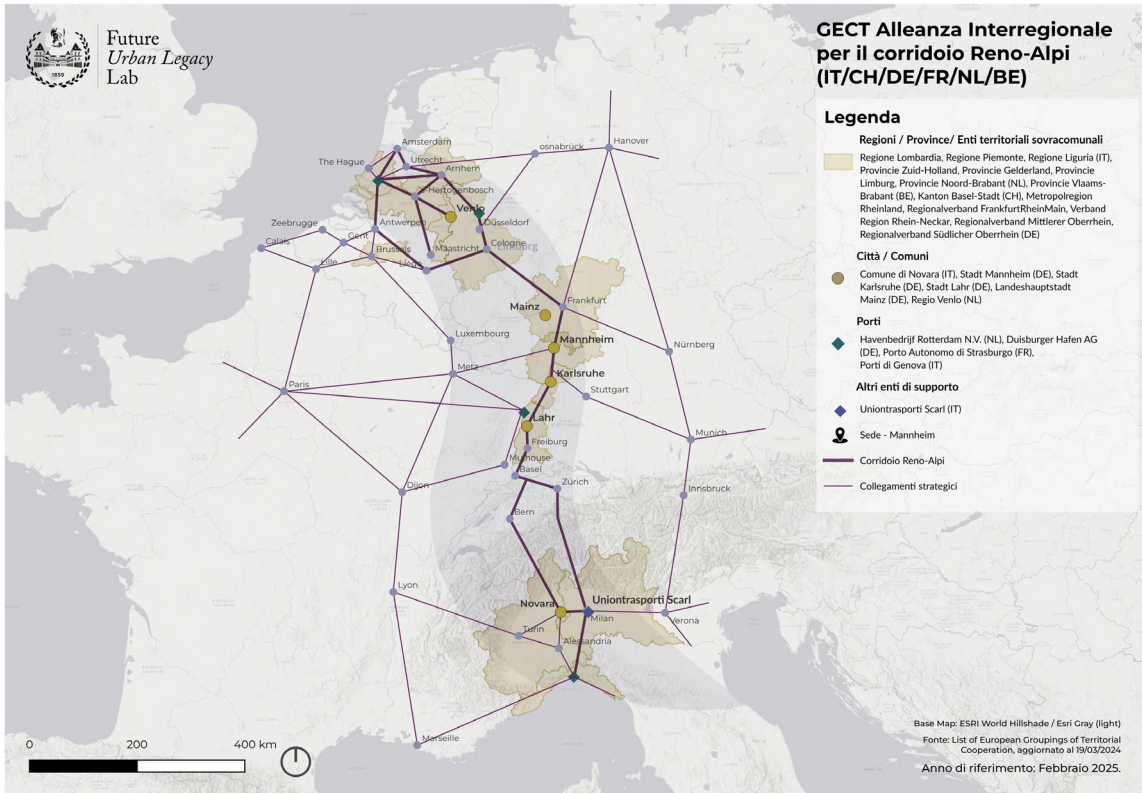 Future
Urban Legacy
Lab
1859
GECT Alleanza Interregionale
per il corridoio Reno-Alpi
(IT/CH/DE/FR/NL/BE)
Legenda
Regioni / Province/ Enti territoriali sovracomunali
Regione Lombardia, Regione Piemonte, Regione Liguria (IT),
Provincie Zuid-Holland, Provincie Gelderland, Provincie
Limburg, Provincie Noord-Brabant (NL), Provincie Vlaams-
Brabant (BE), Kanton Basel-Stadt (CH), Metropolregion
Rheinland, Regionalverband FrankfurtRheinMain, Verband
Region Rhein-Neckar, Regionalverband Mittlerer Oberrhein,
Regionalverband Südlicher Oberrhein (DE)
Città / Comuni
Comune di Novara (IT), Stadt Mannheim (DE), Stadt
Karlsruhe (DE), Stadt Lahr (DE), Landeshauptstadt
Mainz (DE), Regio Venlo (NL)
Porti
Havenbedrijf Rotterdam N.V. (NL), Duisburger Hafen AG
(DE), Porto Autonomo di Strasburgo (FR),
Porti di Genova (IT)
Altri enti di supporto
Uniontrasporti Scarl (IT)
Sede - Mannheim
Corridoio Reno-Alpi
Collegamenti strategici
Amsterdam
Hanover
osnabrück
The Hague
Utrecht
Arnhem
'S-Hertogenbosch
Venlo
Zeebrugge
Antwerpen
Düsseldorf
Gent
Calais
Brussels
Maastricht
Cologne
Limburg
Lille
Liège
Frankfurt
Mainz
Luxembourg
Mannheim
Nürnberg
Metz
Karlsruhe
Paris
Stuttgart
Lahr
Munich
Freiburg
Mulhouse
Basel
Dijon
Zürich
Innsbruck
Bern
Lyon
Novara
Uniontrasporti Scarl
Milan
Verona
Turin
Alessandria
Marseille
0 200 400 km
Base Map: ESRI World Hillshade / Esri Gray (light)
Fonte: List of European Groupings of Territorial
Cooperation, aggiornato al 19/03/2024
Anno di riferimento: Febbraio 2025.